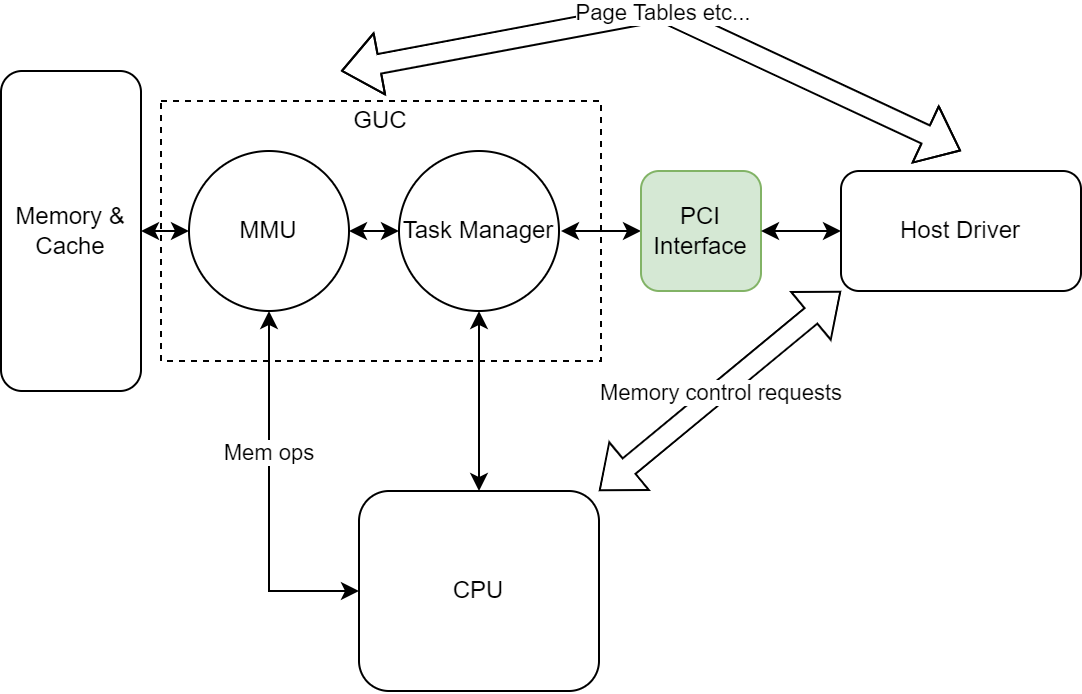 Page Tables etc...
GUC
Memory &
Cache
MMU
Task Manager
PCI
Interface
Host Driver
Memory control requests
Mem ops
CPU